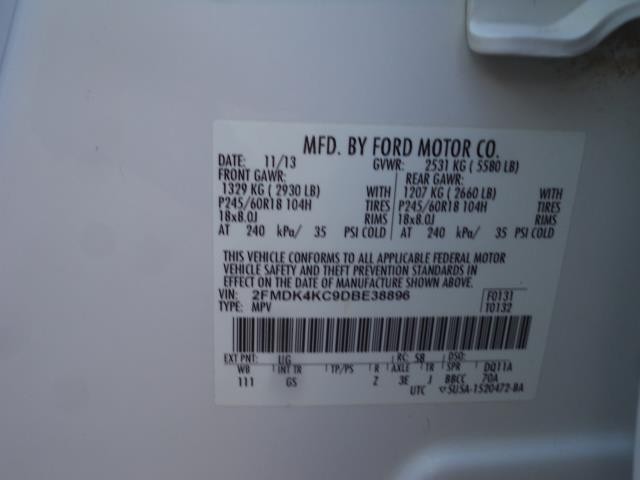 MFD. BY FORD MOTOR CO.
DATE: 11/13 GVWR: 2531 KG ( 5580 LB)
FRONT GAWR: REAR GAWR:
1329 KG ( 2930 LB) WITH 1207 KG ( 2660 LB) WITH
P245/60R18 104H TIRES P245/60R18 104H TIRES
18x8.0J RIMS 18x8.0J RIMS
AT 240 kPa/ 35 PSI COLD AT 240 kPa/ 35 PSI COLD
THIS VEHICLE CONFORMS TO ALL APPLICABLE FEDERAL MOTOR
VEHICLE SAFETY AND THEFT PREVENTION STANDARDS IN
EFFECT ON THE DATE OF MANUFACTURE SHOWN ABOVE.
VIN: 2FMDK4KC9DBE38896 F0131
TYPE: MPV T0132
EXT PNT: UG RC: 58 DSO:
WB INT TR TP/PS R AXLE TR SPR DQ11A
111 GS 2 3E J BBCC 70A
UTC ▽5U5A-1520472-BA